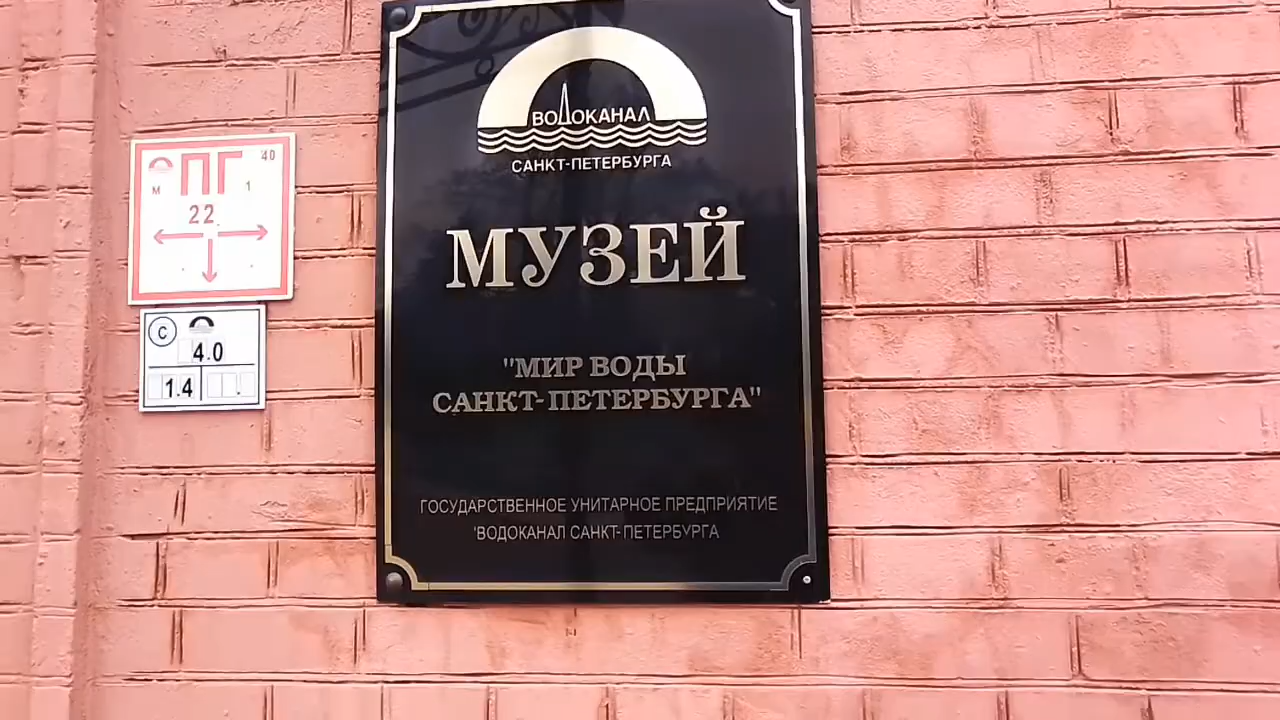 ПГ 40
М 1
22
С
4.0
1.4 .
ВОДОКАНАЛ
САНКТ-ПЕТЕРБУРГА
МУЗЕЙ
"МИР ВОДЫ
САНКТ-ПЕТЕРБУРГА"
ГОСУДАРСТВЕННОЕ УНИТАРНОЕ ПРЕДПРИЯТИЕ
"ВОДОКАНАЛ САНКТ-ПЕТЕРБУРГА